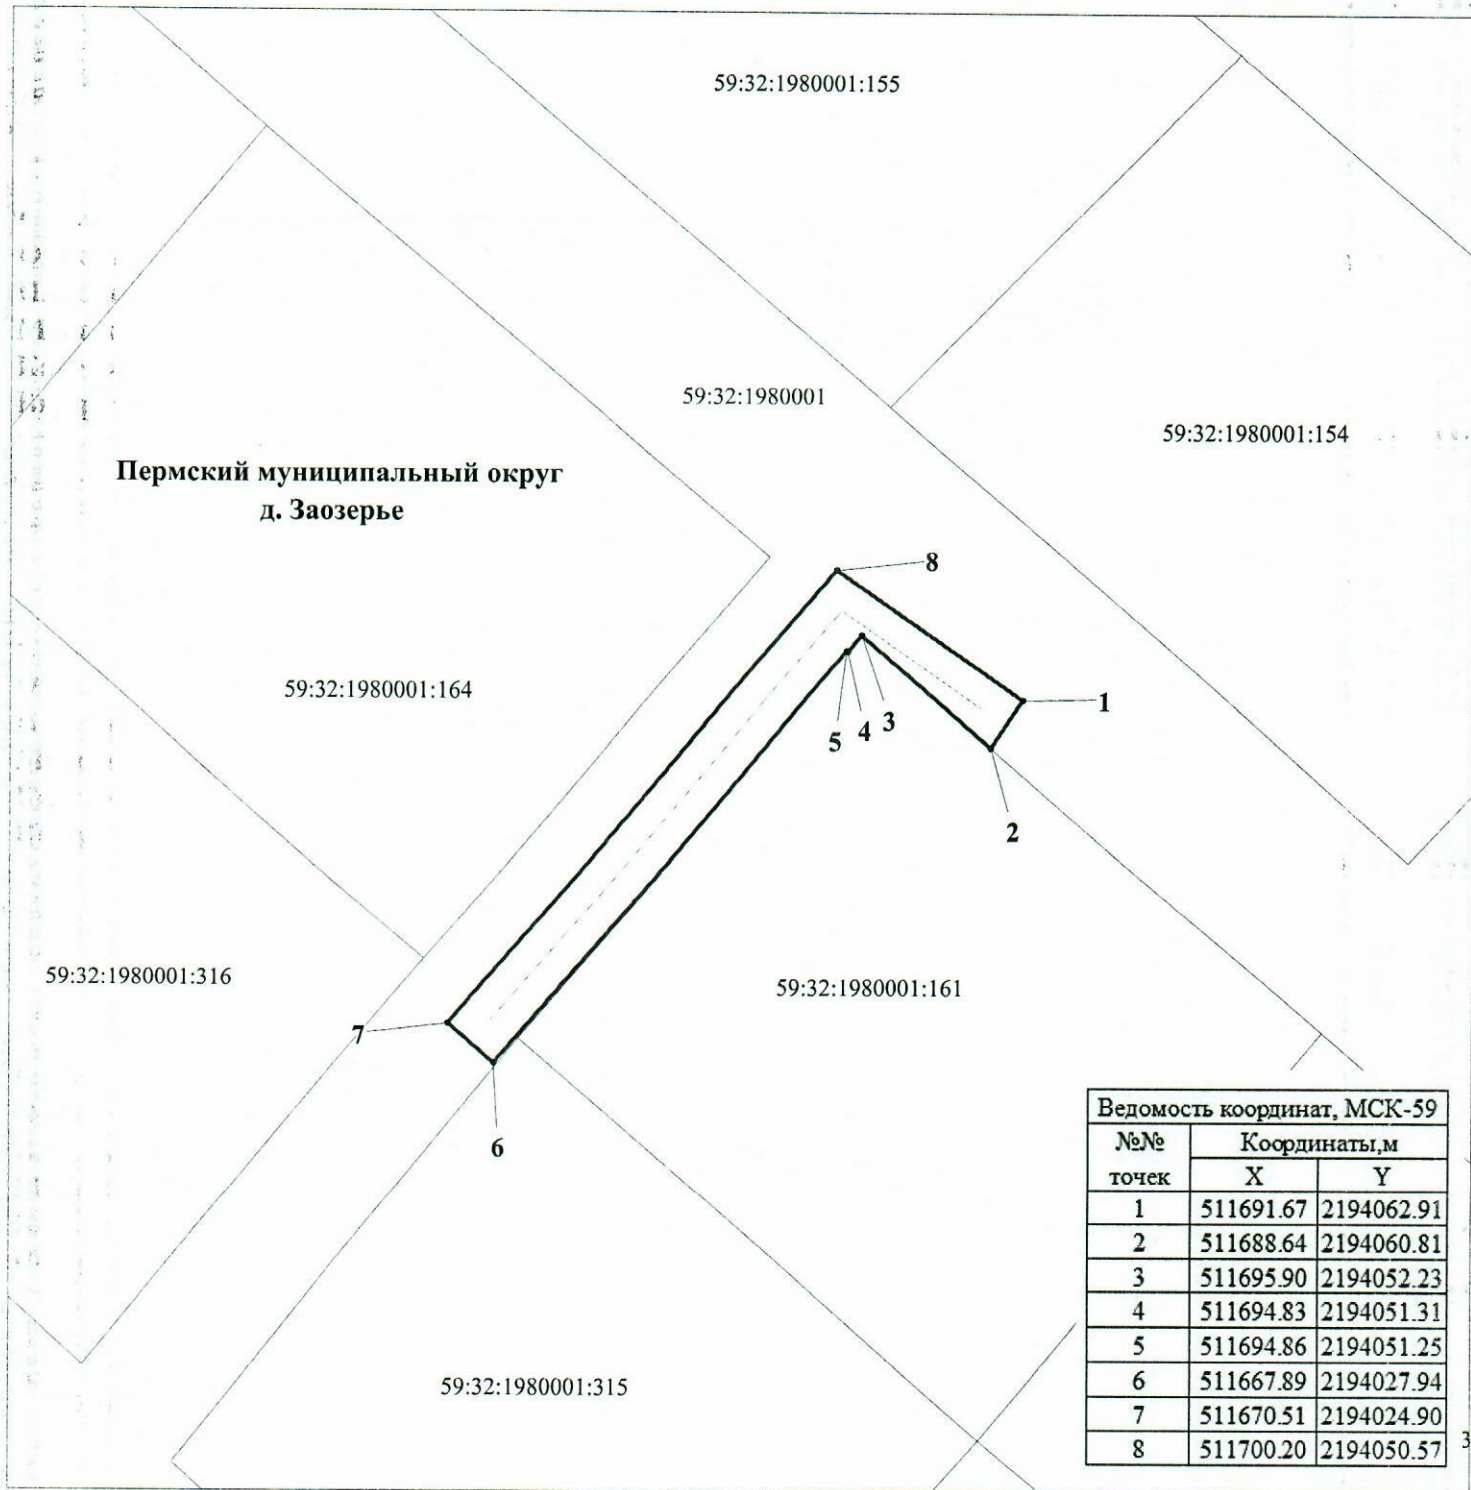 59:32:1980001:155
59:32:1980001
59:32:1980001:154
Пермский муниципальный округ
д. Заозерье
8
59:32:1980001:164
1
3
4
5
2
59:32:1980001:316
59:32:1980001:161
7
6
59:32:1980001:315
Ведомость координат, МСК-59
№№ точек Координаты,м
X Y
1 511691.67 2194062.91
2 511688.64 2194060.81
3 511695.90 2194052.23
4 511694.83 2194051.31
5 511694.86 2194051.25
6 511667.89 2194027.94
7 511670.51 2194024.90
8 511700.20 2194050.57
3